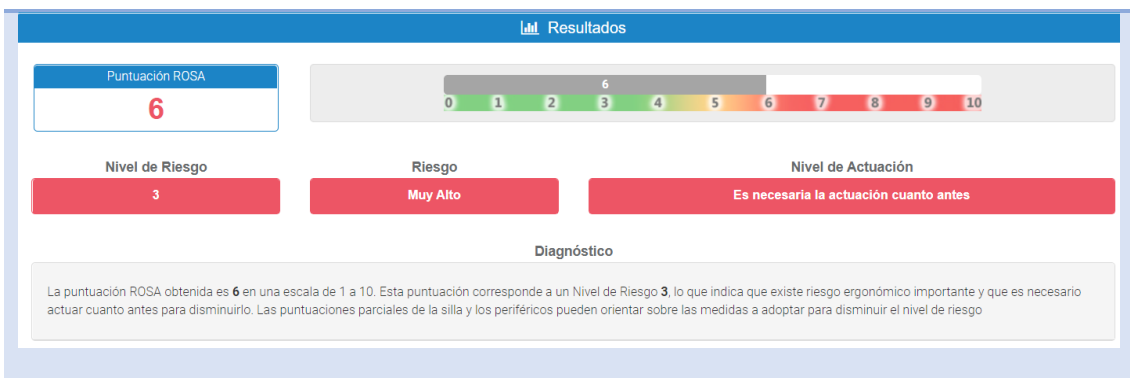 Resultados
Puntuación ROSA
6
6
0 1 2 3 4 5 6 7 8 9 10
Nivel de Riesgo
Riesgo
Nivel de Actuación
3
Muy Alto
Es necesaria la actuación cuanto antes
Diagnóstico
La puntuación ROSA obtenida es 6 en una escala de 1 a 10. Esta puntuación corresponde a un Nivel de Riesgo 3, lo que indica que existe riesgo ergonómico importante y que es necesario
actuar cuanto antes para disminuirlo. Las puntuaciones parciales de la silla y los periféricos pueden orientar sobre las medidas a adoptar para disminuir el nivel de riesgo